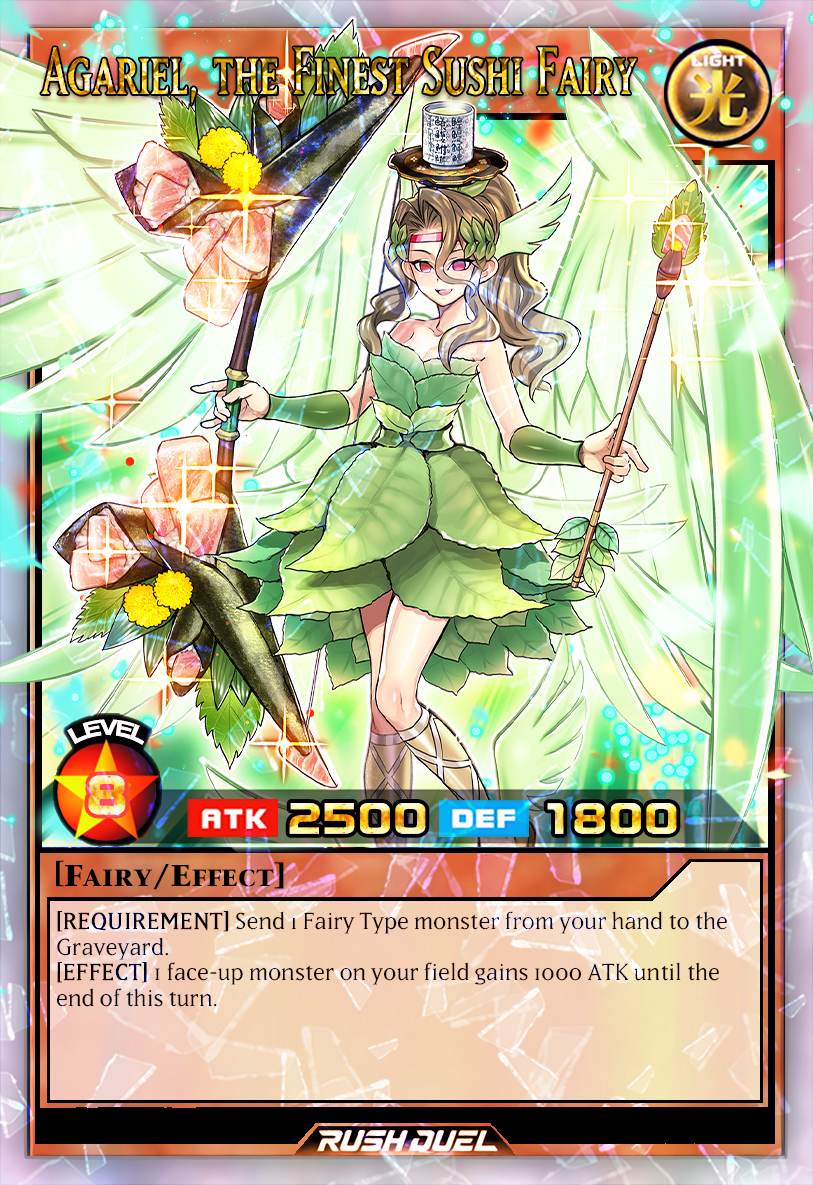 Agariel, the Finest Sushi Fairy
LIGHT
光
LEVEL
8
ATK 2500 DEF 1800
[Fairy/Effect]
[REQUIREMENT] Send 1 Fairy Type monster from your hand to the
Graveyard.
[EFFECT] 1 face-up monster on your field gains 1000 ATK until the
end of this turn.
RUSH DUEL